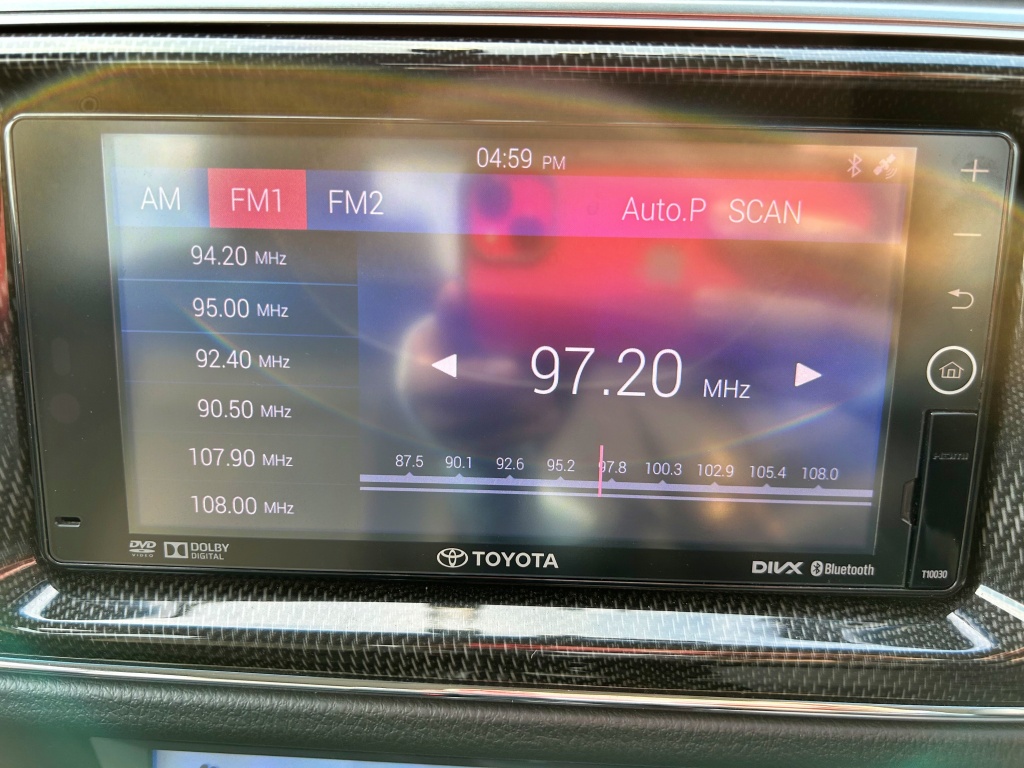 04:59 PM
AM FM1 FM2 Auto.P SCAN
94.20 MHz
95.00 MHz
92.40 MHz
90.50 MHz
107.90 MHz
108.00 MHz
97.20 MHz
87.5 90.1 92.6 95.2 97.8 100.3 102.9 105.4 108.0
HDMI
DVD VIDEO DOLBY DIGITAL
TOYOTA
DIVX Bluetooth
T10030